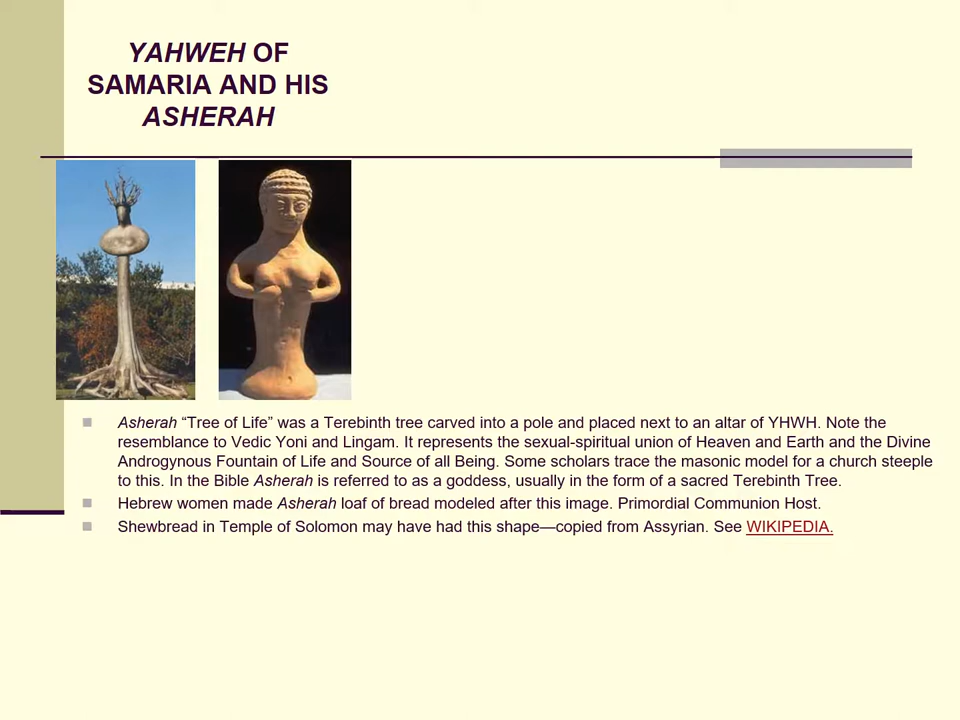 YAHWEH OF
SAMARIA AND HIS
ASHERAH
Asherah “Tree of Life” was a Terebinth tree carved into a pole and placed next to an altar of YHWH. Note the
resemblance to Vedic Yoni and Lingam. It represents the sexual-spiritual union of Heaven and Earth and the Divine
Androgynous Fountain of Life and Source of all Being. Some scholars trace the masonic model for a church steeple
to this. In the Bible Asherah is referred to as a goddess, usually in the form of a sacred Terebinth Tree.
Hebrew women made Asherah loaf of bread modeled after this image. Primordial Communion Host.
Shewbread in Temple of Solomon may have had this shape—copied from Assyrian. See WIKIPEDIA.